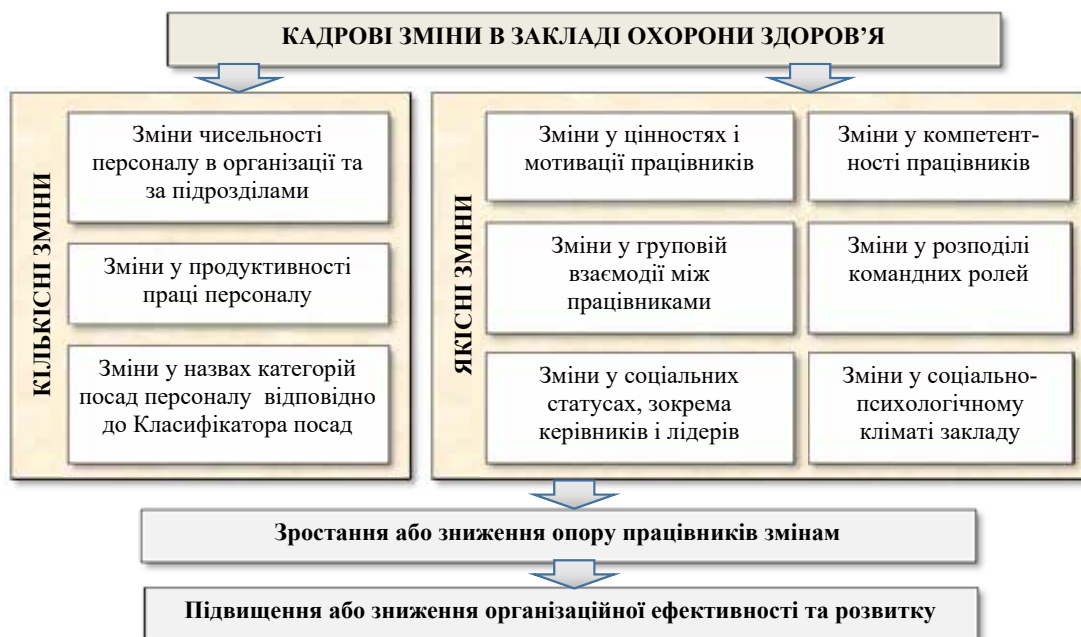 КАДРОВІ ЗМІНИ В ЗАКЛАДІ ОХОРОНИ ЗДОРОВ’Я
КІЛЬКІСНІ ЗМІНИ
Зміни чисельності
персоналу в організації та
за підрозділами
Зміни у продуктивності
праці персоналу
Зміни у назвах категорій
посад персоналу відповідно
до Класифікатора посад
ЯКІСНІ ЗМІНИ
Зміни у цінностях і
мотивації працівників
Зміни у компетент-
ності працівників
Зміни у груповій
взаємодії між
працівниками
Зміни у розподілі
командних ролей
Зміни у соціальних
статусах, зокрема
керівників і лідерів
Зміни у соціально-
психологічному
кліматі закладу
Зростання або зниження опору працівників змінам
Підвищення або зниження організаційної ефективності та розвитку